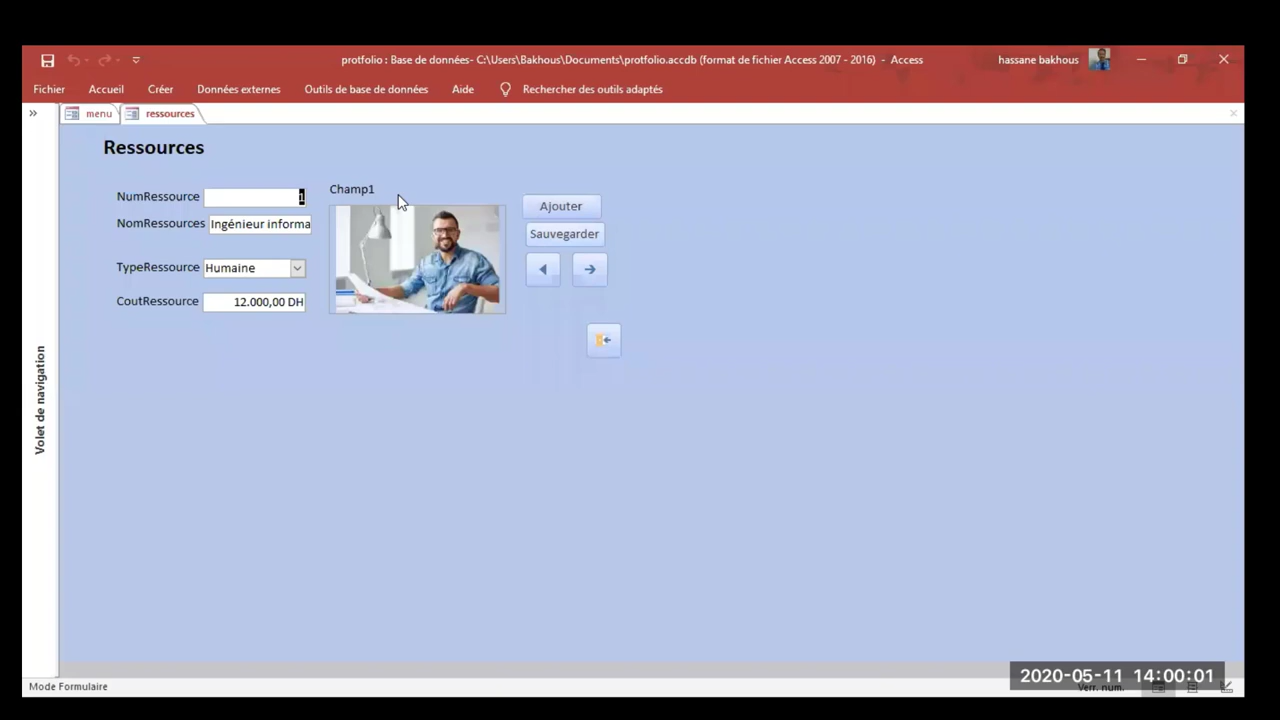 protfolio : Base de données- C:\Users\Bakhous\Documents\protfolio.accdb (format de fichier Access 2007 - 2016) - Access
hassane bakhous
Fichier Accueil Créer Données externes Outils de base de données Aide Rechercher des outils adaptés
menu ressources
Ressources
NumRessource 1
Champ1
NomRessources Ingénieur informa
TypeRessource Humaine
CoutRessource 12.000,00 DH
Ajouter
Sauvegarder
Volet de navigation
2020-05-11 14:00:01
Mode Formulaire
Verr. num.